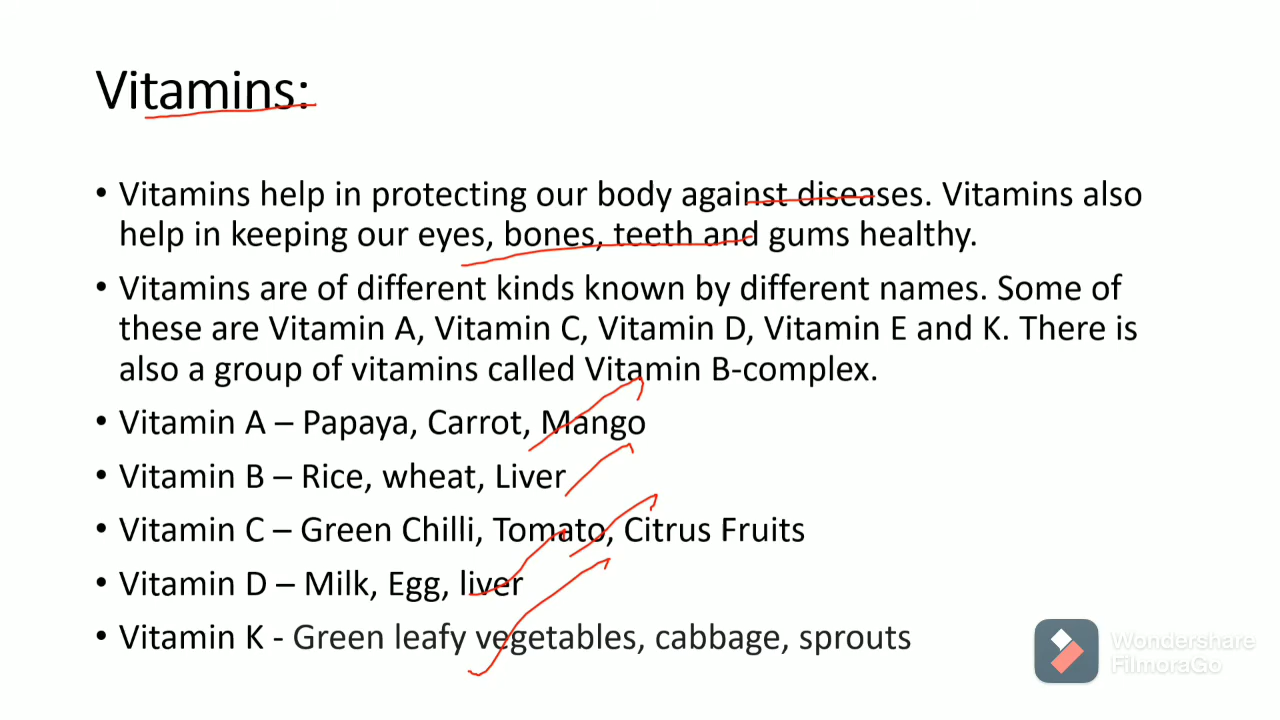 Vitamins:
• Vitamins help in protecting our body against diseases. Vitamins also
help in keeping our eyes, bones, teeth and gums healthy.
• Vitamins are of different kinds known by different names. Some of
these are Vitamin A, Vitamin C, Vitamin D, Vitamin E and K. There is
also a group of vitamins called Vitamin B-complex.
• Vitamin A – Papaya, Carrot, Mango
• Vitamin B – Rice, wheat, Liver
• Vitamin C – Green Chilli, Tomato, Citrus Fruits
• Vitamin D – Milk, Egg, liver
• Vitamin K - Green leafy vegetables, cabbage, sprouts
Wondershare
FilmoraGo